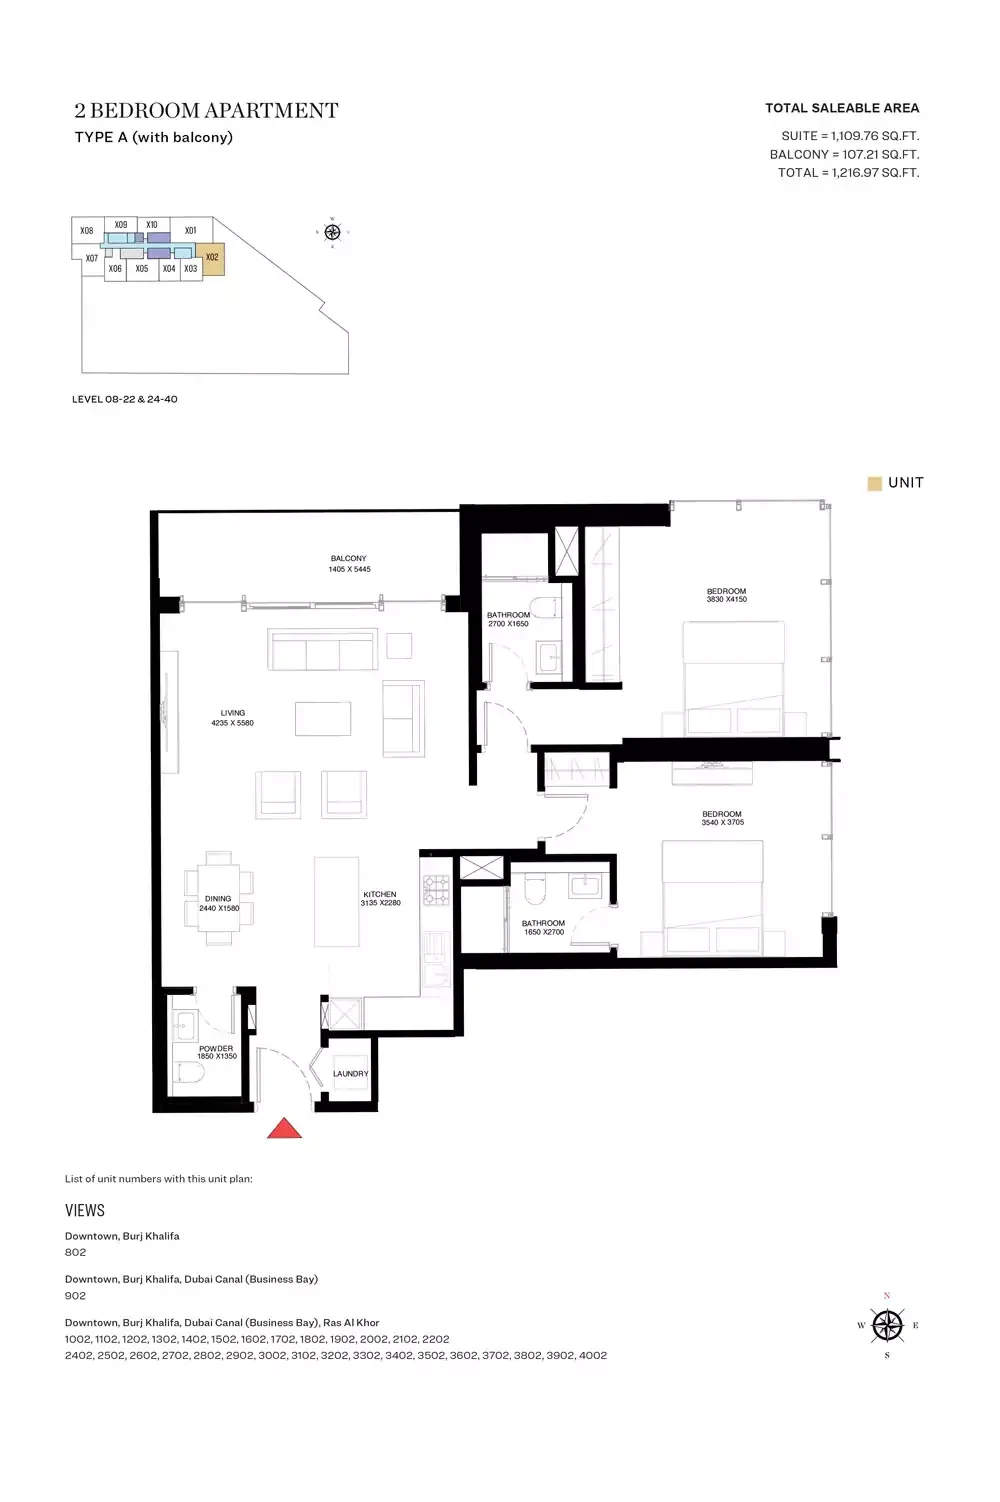 2 BEDROOM APARTMENT
TYPE A (with balcony)
TOTAL SALEABLE AREA
SUITE = 1,109.76 SQ.FT.
BALCONY = 107.21 SQ.FT.
TOTAL = 1,216.97 SQ.FT.
X08
X09
X10
X01
X07
X06
X05
X04
X03
X02
W
S
N
E
LEVEL 08-22 & 24-40
UNIT
BALCONY
1405 X 5445
BATHROOM
2700 X1650
BEDROOM
3830 X4150
LIVING
4235 X 5580
BEDROOM
3540 X 3705
DINING
2440 X1580
KITCHEN
3135 X2280
BATHROOM
1650 X2700
POWDER
1850 X1350
LAUNDRY
List of unit numbers with this unit plan:
VIEWS
Downtown, Burj Khalifa
802
Downtown, Burj Khalifa, Dubai Canal (Business Bay)
902
Downtown, Burj Khalifa, Dubai Canal (Business Bay), Ras Al Khor
1002, 1102, 1202, 1302, 1402, 1502, 1602, 1702, 1802, 1902, 2002, 2102, 2202
2402, 2502, 2602, 2702, 2802, 2902, 3002, 3102, 3202, 3302, 3402, 3502, 3602, 3702, 3802, 3902, 4002
N
W
E
S